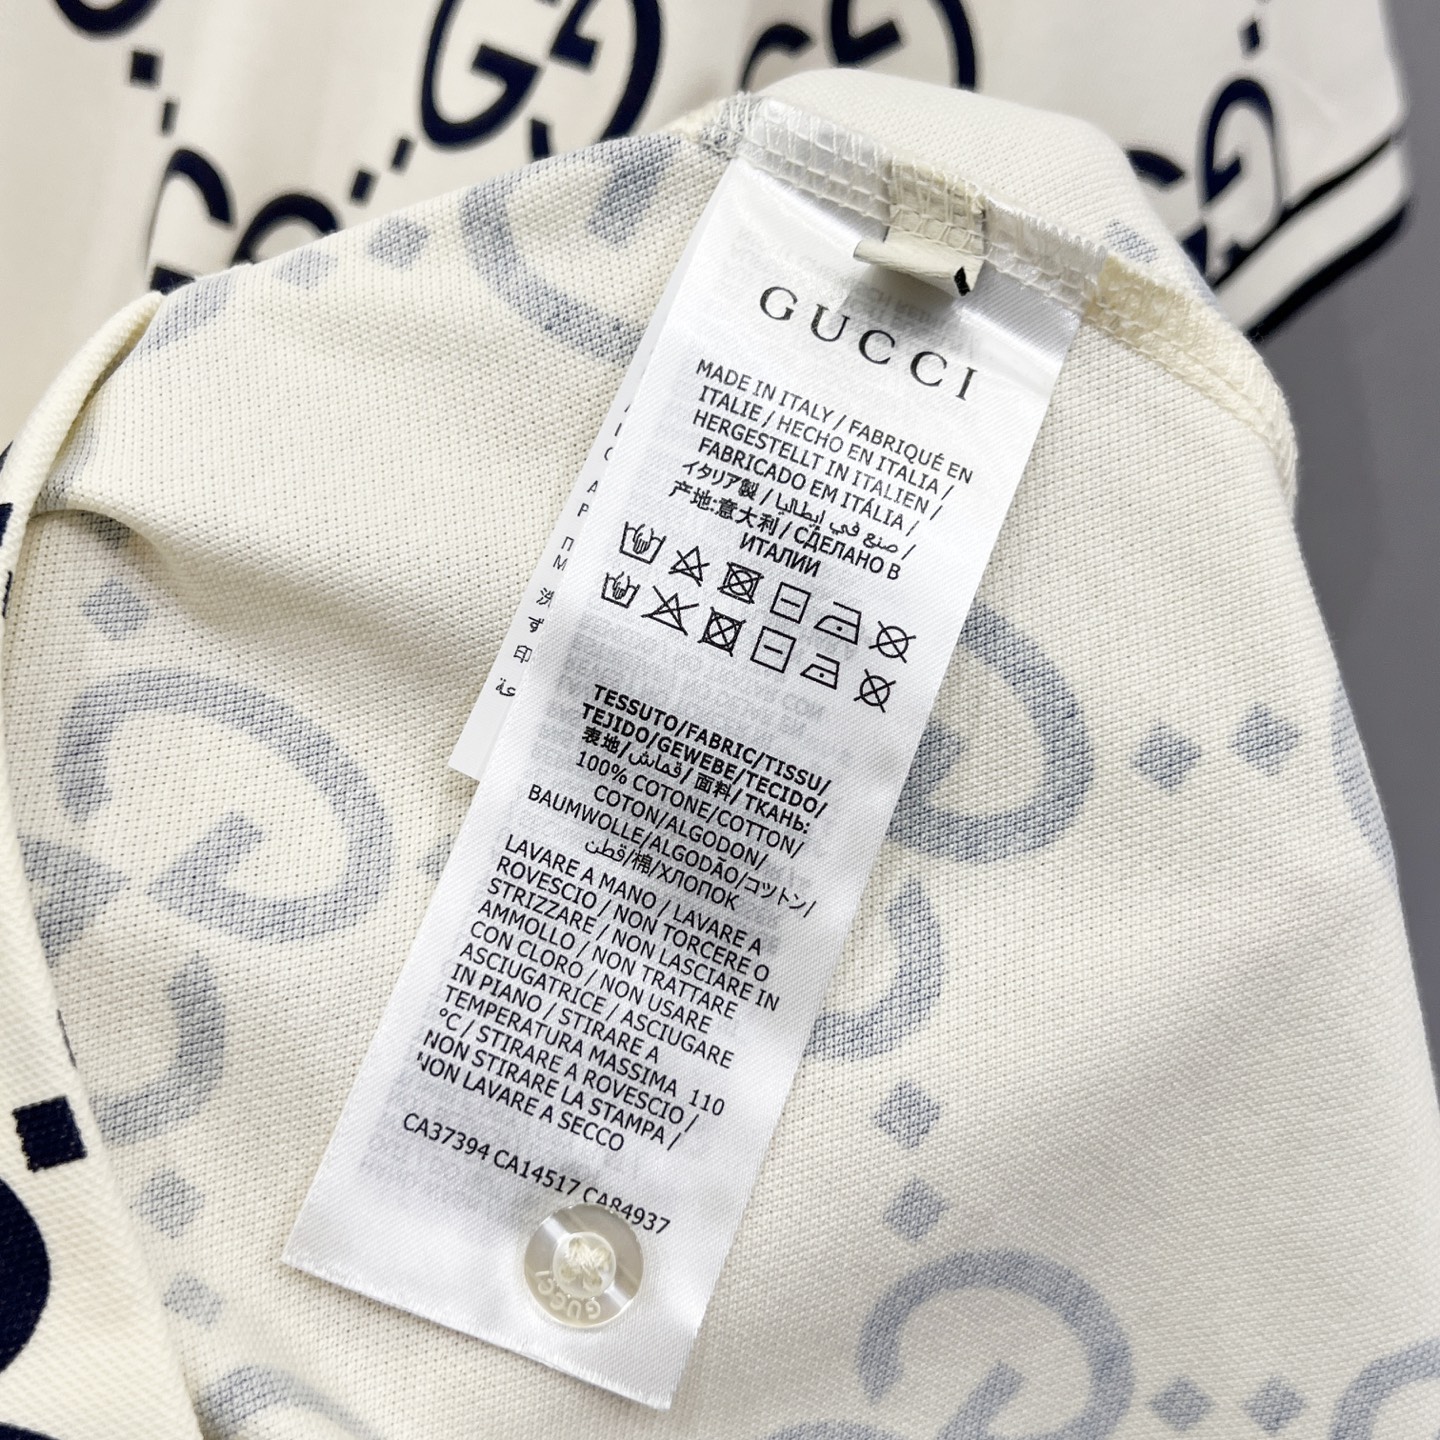 GUCCI
MADE IN ITALY / FABRIQUÉ EN
ITALIE / HECHO EN ITALIA /
HERGESTELLT IN ITALIEN /
FABRICADO EM ITÁLIA /
イタリア製 / صنع في إيطاليا /
产地:意大利 / СДЕЛАНО В
ИТАЛИИ
TESSUTO/FABRIC/TISSU/
TEJIDO/GEWEBE/TECIDO/
表地/قماش/面料/ТКАНЬ:
100% COTONE/COTTON/
COTON/ALGODON/
BAUMWOLLE/ALGODÃO/コットン/
قطن/棉/ХЛОПОК
LAVARE A MANO / LAVARE A
ROVESCIO / NON TORCERE O
STRIZZARE / NON LASCIARE IN
AMMOLLO / NON TRATTARE
CON CLORO / NON USARE
ASCIUGATRICE / ASCIUGARE
IN PIANO / STIRARE A
TEMPERATURA MASSIMA 110
°C / STIRARE A ROVESCIO /
NON STIRARE LA STAMPA /
NON LAVARE A SECCO
CA37394 CA14517 CA84937
GUCCI